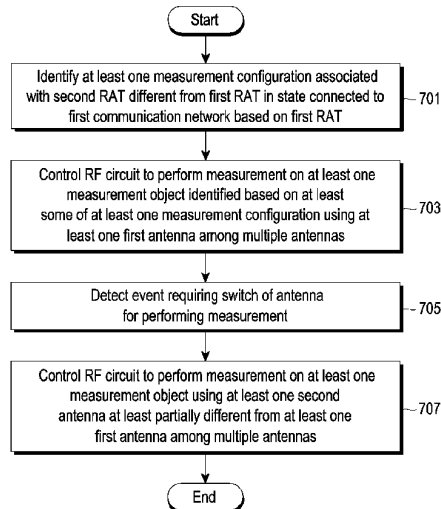 Start
Identify at least one measurement configuration associated
with second RAT different from first RAT in state connected to
first communication network based on first RAT
701
Control RF circuit to perform measurement on at least one
measurement object identified based on at least
some of at least one measurement configuration using at
least one first antenna among multiple antennas
703
Detect event requiring switch of antenna
for performing measurement
705
Control RF circuit to perform measurement on at least one
measurement object using at least one second
antenna at least partially different from at least one
first antenna among multiple antennas
707
End